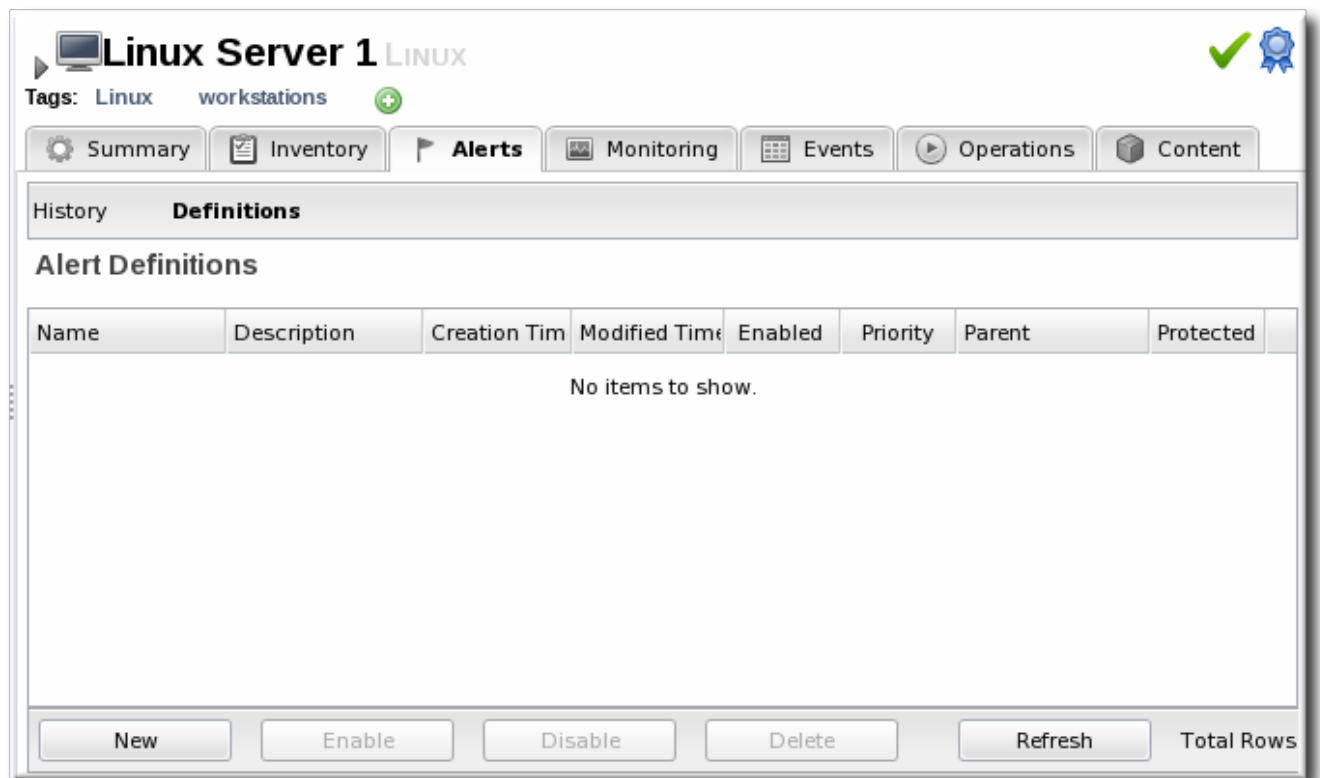 Linux Server 1 LINUX
Tags: Linux workstations
Summary Inventory Alerts Monitoring Events Operations Content
History Definitions
Alert Definitions
Name Description Creation Tim Modified Time Enabled Priority Parent Protected
No items to show.
New Enable Disable Delete Refresh Total Rows